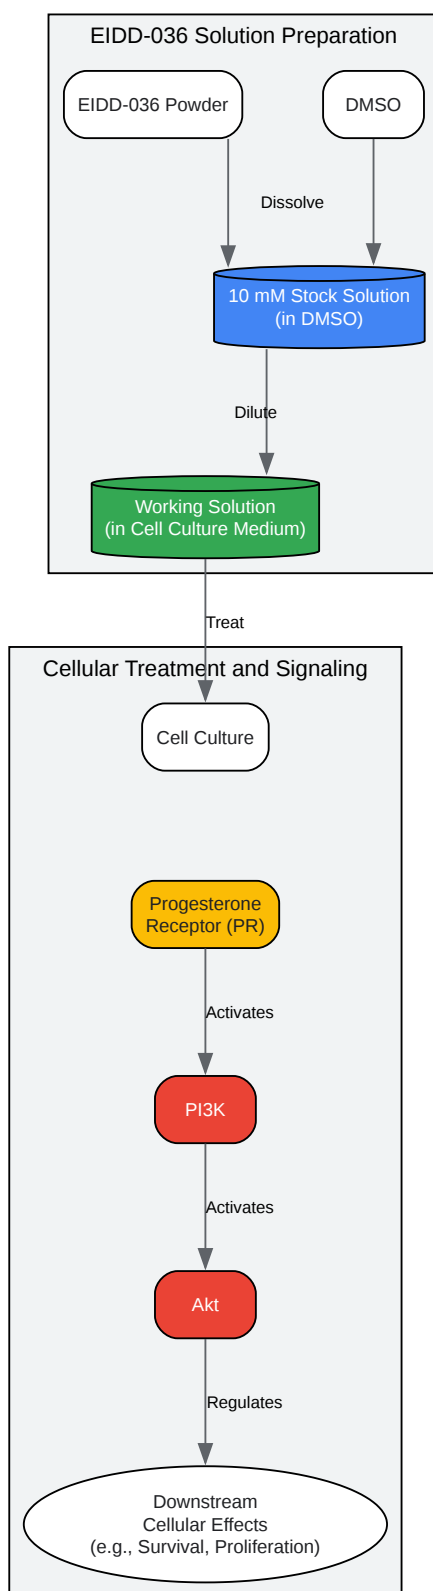 EIDD-036 Solution Preparation
EIDD-036 Powder
DMSO
Dissolve
10 mM Stock Solution
(in DMSO)
Dilute
Working Solution
(in Cell Culture Medium)
Treat
Cellular Treatment and Signaling
Cell Culture
Progesterone
Receptor (PR)
Activates
PI3K
Activates
Akt
Regulates
Downstream
Cellular Effects
(e.g., Survival, Proliferation)